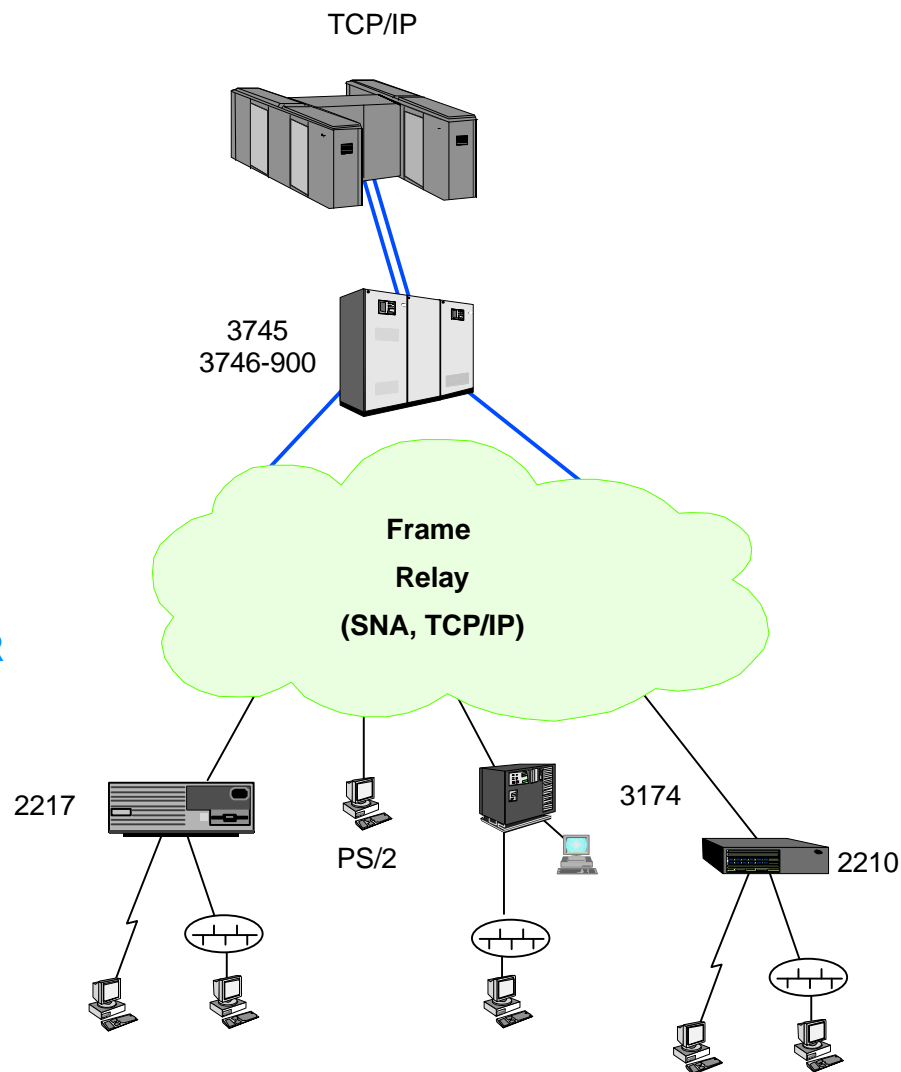 TCP/IP
3745
3746-900
Frame
Relay
(SNA, TCP/IP)
R
2217
PS/2
3174
2210